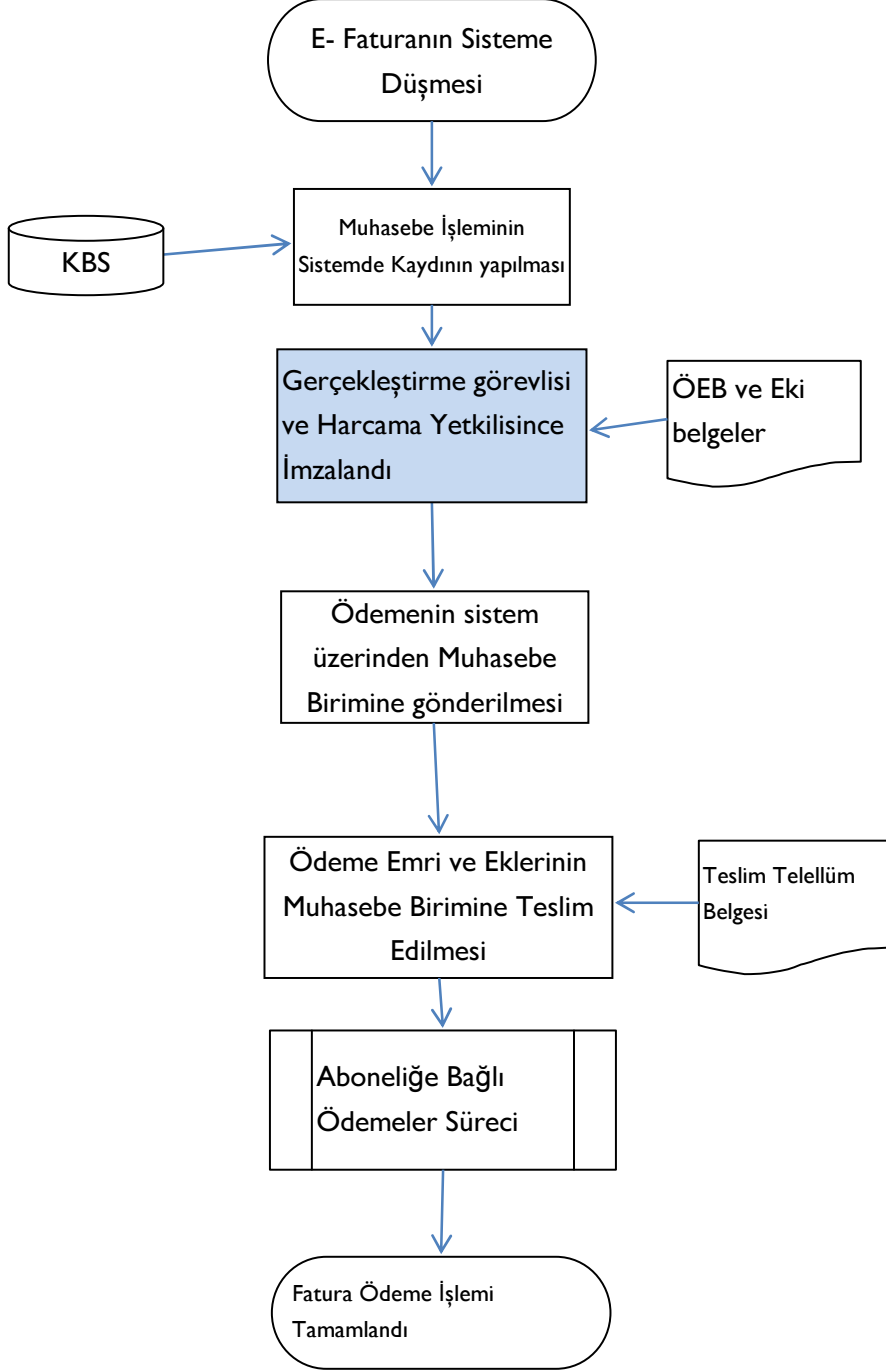 E- Faturanın Sisteme
Düşmesi
Muhasebe İşleminin
Sistemde Kaydının yapılması
KBS
Gerçekleştirme görevlisi
ve Harcama Yetkilisince
İmzalandı
ÖEB ve Eki
belgeler
Ödemenin sistem
üzerinden Muhasebe
Birimine gönderilmesi
Ödeme Emri ve Eklerinin
Muhasebe Birimine Teslim
Edilmesi
Teslim Telellüm
Belgesi
Aboneliğe Bağlı
Ödemeler Süreci
Fatura Ödeme İşlemi
Tamamlandı